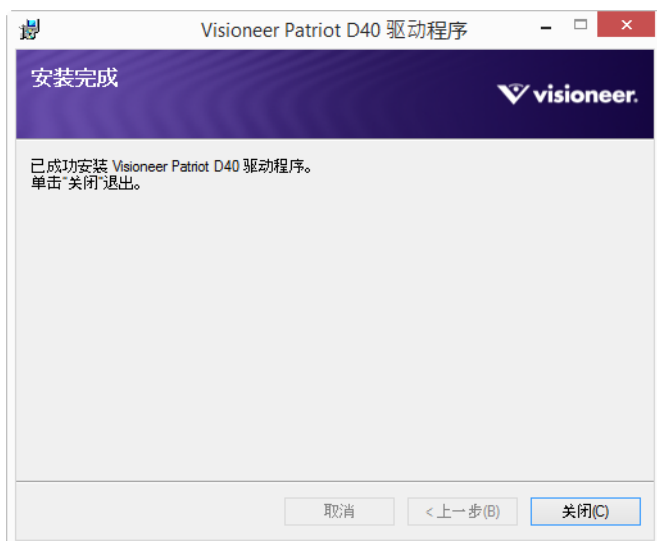 Visioneer Patriot D40 驱动程序
安装完成
visioneer.
已成功安装 Visioneer Patriot D40 驱动程序。
单击"关闭"退出。
取消
<上一步(B)
关闭(C)